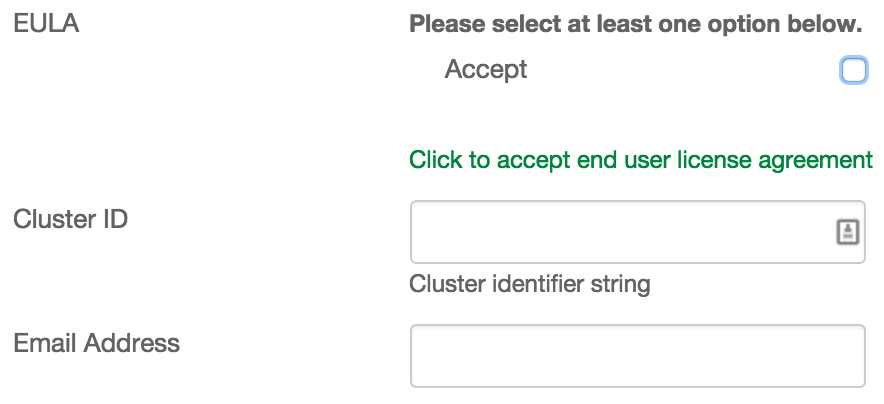 EULA
Please select at least one option below.
Accept
Click to accept end user license agreement
Cluster ID
Cluster identifier string
Email Address